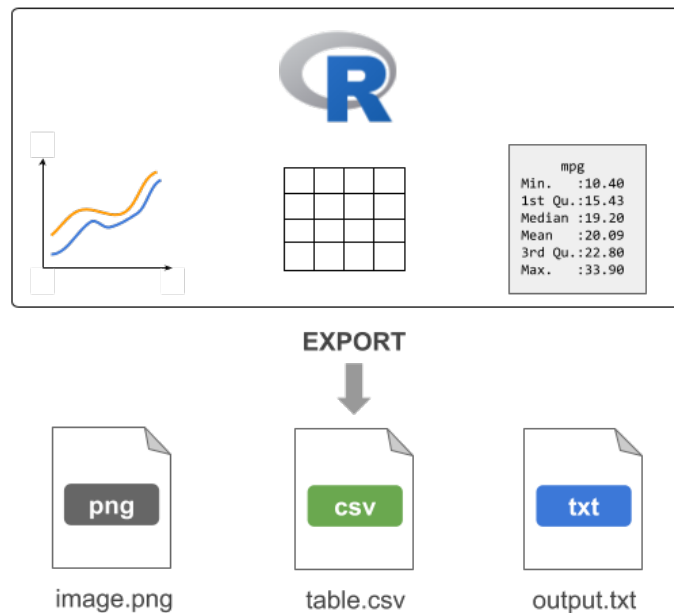 R
mpg
Min.   :10.40
1st Qu.:15.43
Median :19.20
Mean   :20.09
3rd Qu.:22.80
Max.   :33.90
EXPORT
png
csv
txt
image.png
table.csv
output.txt